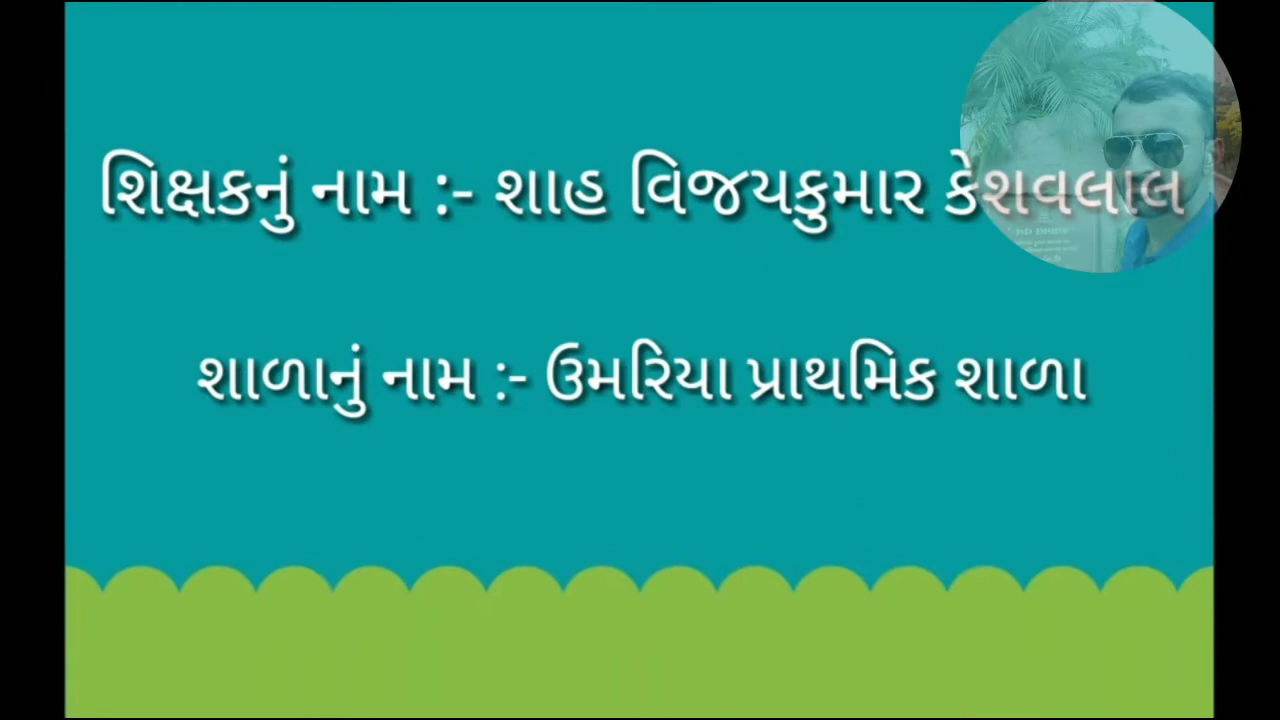 શિક્ષકનું નામ :- શાહ વિજયકુમાર કેશવલાલ
શાળાનું નામ :- ઉમરિયા પ્રાથમિક શાળા